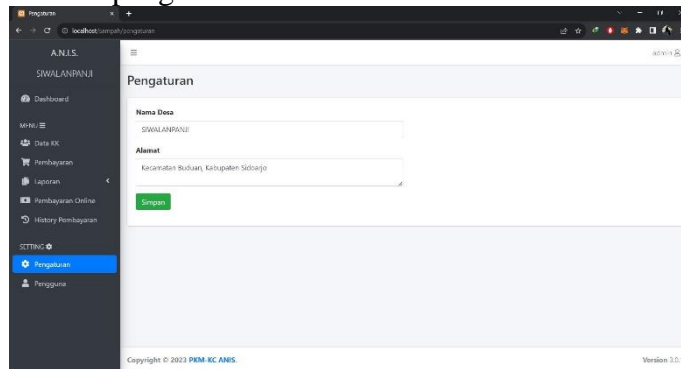 Pengaturan
localhost/sampah/pengaturan
A.N.I.S.
SIWALANPANJI
admin
Dashboard
MENU
Data KK
Pembayaran
Laporan
Pembayaran Online
History Pembayaran
SETTING
Pengaturan
Pengguna
Pengaturan
Nama Desa
SIWALANPANJI
Alamat
Kecamatan Buduan, Kabupaten Sidoarjo
Simpan
Copyright © 2023 PKM-KC ANIS.
Version 3.0.